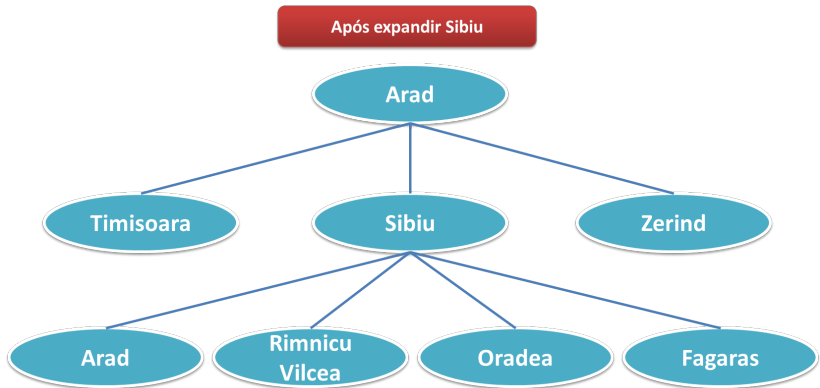 Após expandir Sibiu
Arad
Timisoara
Sibiu
Zerind
Arad
Rimnicu
Vilcea
Oradea
Fagaras